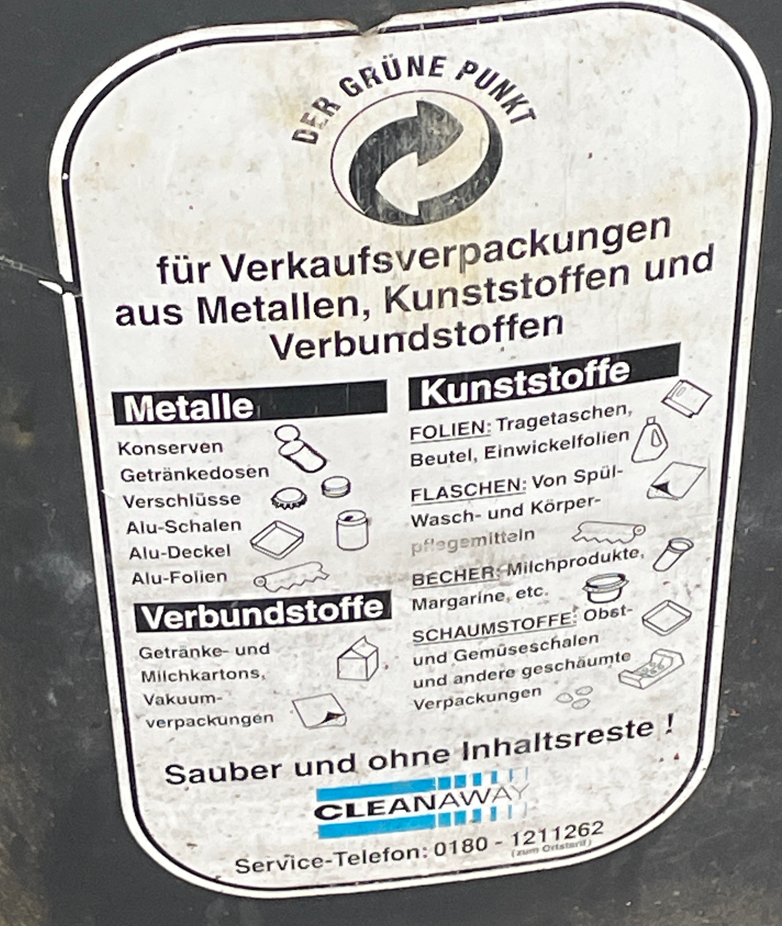 DER GRÜNE PUNKT
für Verkaufsverpackungen
aus Metallen, Kunststoffen und
Verbundstoffen
Metalle
Konserven
Getränkedosen
Verschlüsse
Alu-Schalen
Alu-Deckel
Alu-Folien
Verbundstoffe
Getränke- und
Milchkartons,
Vakuum-
verpackungen
Kunststoffe
FOLIEN: Tragetaschen,
Beutel, Einwickelfolien
FLASCHEN: Von Spül-
Wasch- und Körper-
pflegemitteln
BECHER: Milchprodukte,
Margarine, etc.
SCHAUMSTOFFE: Obst-
und Gemüseschalen
und andere geschäumte
Verpackungen
Sauber und ohne Inhaltsreste !
CLEANAWAY
Service-Telefon: 0180 - 1211262
(zum Ortstarif)